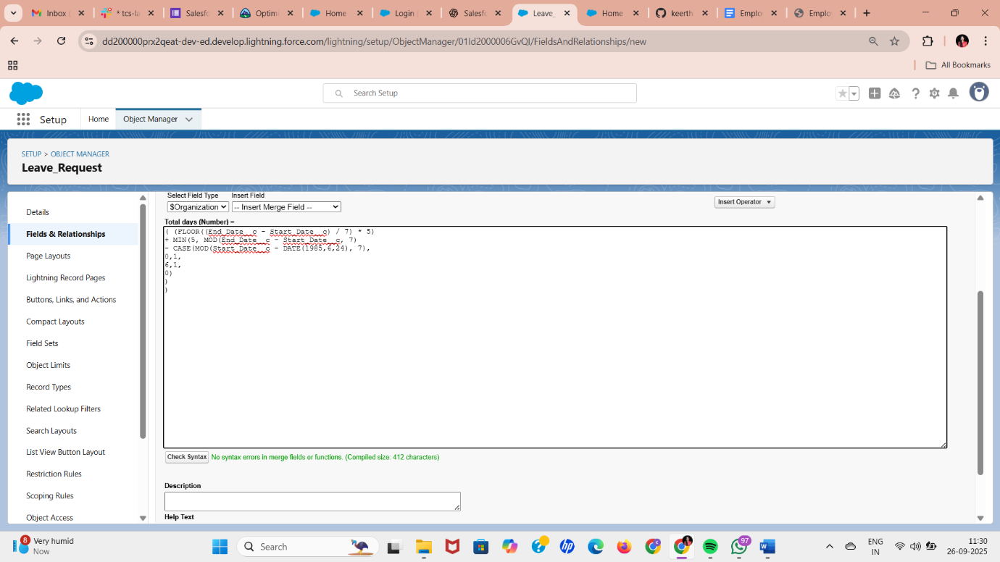 Inbox (
* tcs-la
Salesfo
Optimi
Home
Login |
Salesfo
Leave_
Home
keerth
Emplo
Emplo
dd200000prx2qeat-dev-ed.develop.lightning.force.com/lightning/setup/ObjectManager/01Id2000006GvQI/FieldsAndRelationships/new
All Bookmarks
Search Setup
Setup
Home
Object Manager
SETUP > OBJECT MANAGER
Leave_Request
Details
Fields & Relationships
Page Layouts
Lightning Record Pages
Buttons, Links, and Actions
Compact Layouts
Field Sets
Object Limits
Record Types
Related Lookup Filters
Search Layouts
List View Button Layout
Restriction Rules
Scoping Rules
Object Access
Select Field Type Insert Field
$Organization -- Insert Merge Field --
Insert Operator
Total days (Number) =
( (FLOOR((End_Date__c - Start_Date__c) / 7) * 5)
+ MIN(5, MOD(End_Date__c - Start_Date__c, 7)
- CASE(MOD(Start_Date__c - DATE(1985,6,24), 7),
0,1,
6,1,
0)
)
)
Check Syntax No syntax errors in merge fields or functions. (Compiled size: 412 characters)
Description
Help Text
8
Very humid
Now
Search
97
ENG
IN
11:30
26-09-2025